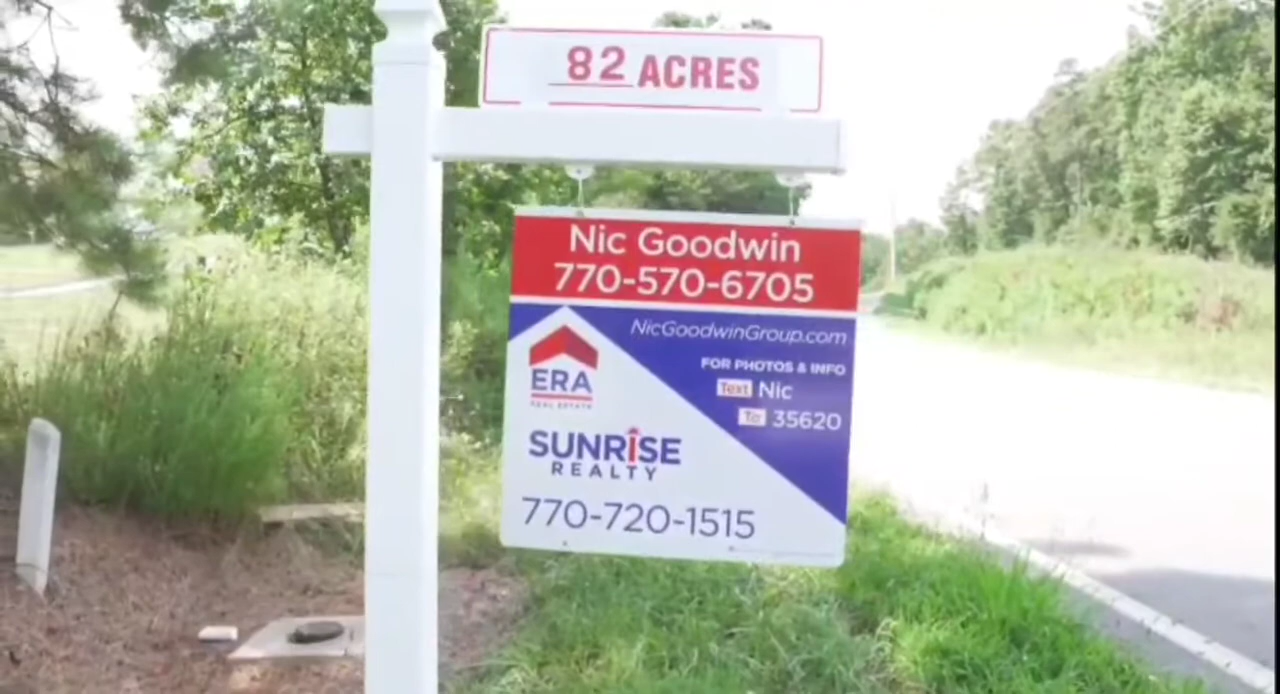 82 ACRES
Nic Goodwin
770-570-6705
NicGoodwinGroup.com
FOR PHOTOS & INFO
Text Nic
To 35620
ERA
REAL ESTATE
SUNRISE
REALTY
770-720-1515